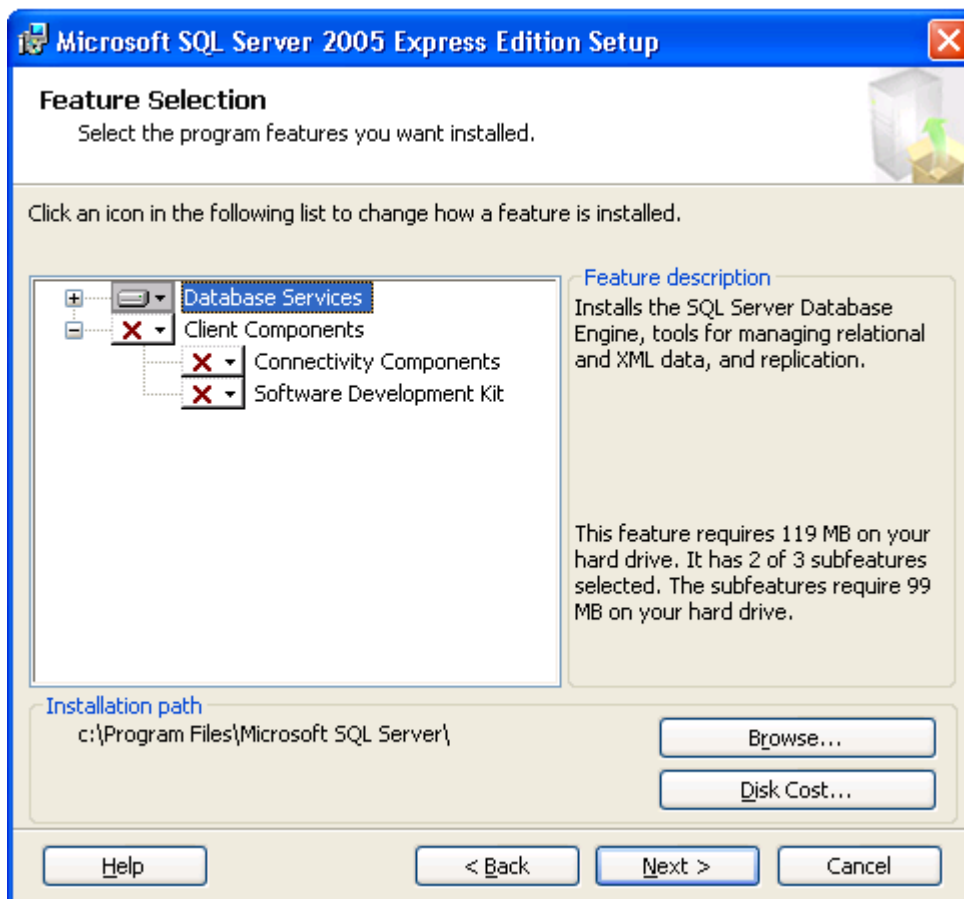 Microsoft SQL Server 2005 Express Edition Setup
Feature Selection
Select the program features you want installed.
Click an icon in the following list to change how a feature is installed.
Database Services
Client Components
Connectivity Components
Software Development Kit
Feature description
Installs the SQL Server Database
Engine, tools for managing relational
and XML data, and replication.
This feature requires 119 MB on your
hard drive. It has 2 of 3 subfeatures
selected. The subfeatures require 99
MB on your hard drive.
Installation path
c:\Program Files\Microsoft SQL Server\
Browse...
Disk Cost...
Help
< Back
Next >
Cancel